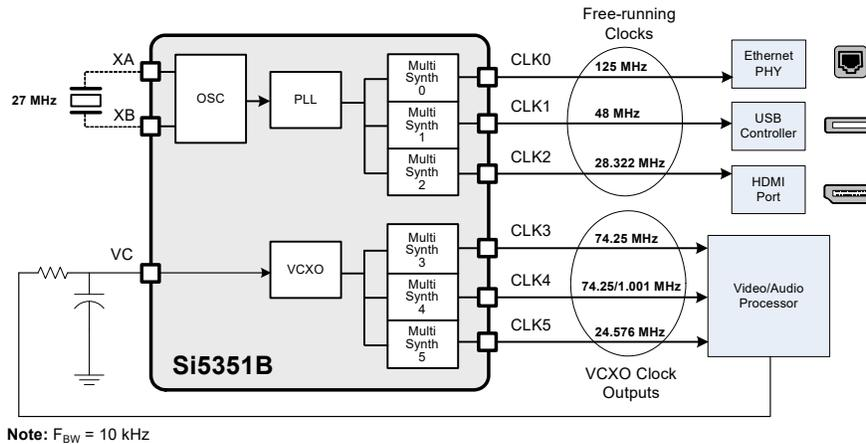 Free-running
Clocks
XA
XB
27 MHz
OSC
PLL
Multi
Synth
0
Multi
Synth
1
Multi
Synth
2
CLK0
125 MHz
CLK1
48 MHz
CLK2
28.322 MHz
Ethernet
PHY
USB
Controller
HDMI
Port
VC
VCXO
Multi
Synth
3
Multi
Synth
4
Multi
Synth
5
CLK3
74.25 MHz
CLK4
74.25/1.001 MHz
CLK5
24.576 MHz
Video/Audio
Processor
Si5351B
VCXO Clock
Outputs
Note: FBW = 10 kHz